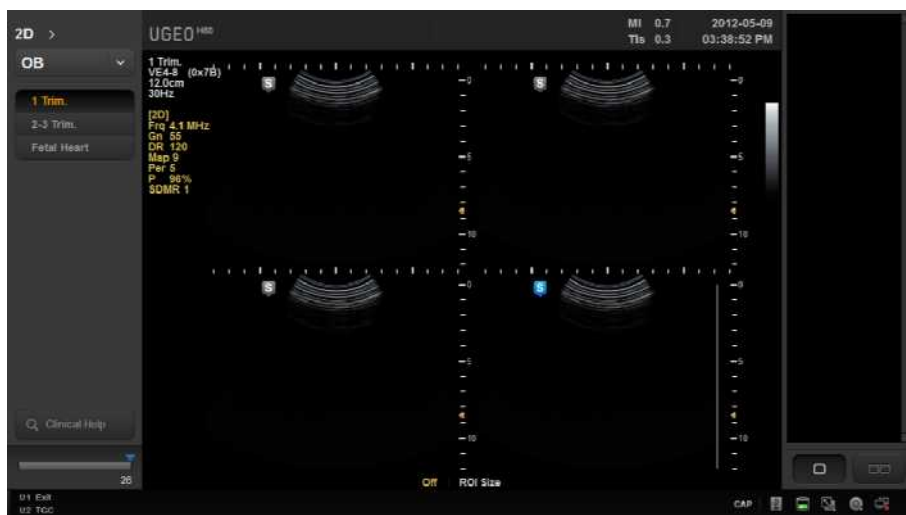 2D >
OB
1 Trim.
2-3 Trim.
Fetal Heart
Clinical Help
26
U1 Exit
U2 TGC
UGEO H60
MI 0.7
TIs 0.3
2012-05-09
03:38:52 PM
1 Trim.
VE4-8 (0x7B)
12.0cm
30Hz
[2D]
Frq 4.1 MHz
Gn 55
DR 120
Map 9
Per 5
P 96%
SDMR 1
S
0
5
10
S
0
5
10
S
0
5
10
S
0
5
10
Off ROI Size
CAP